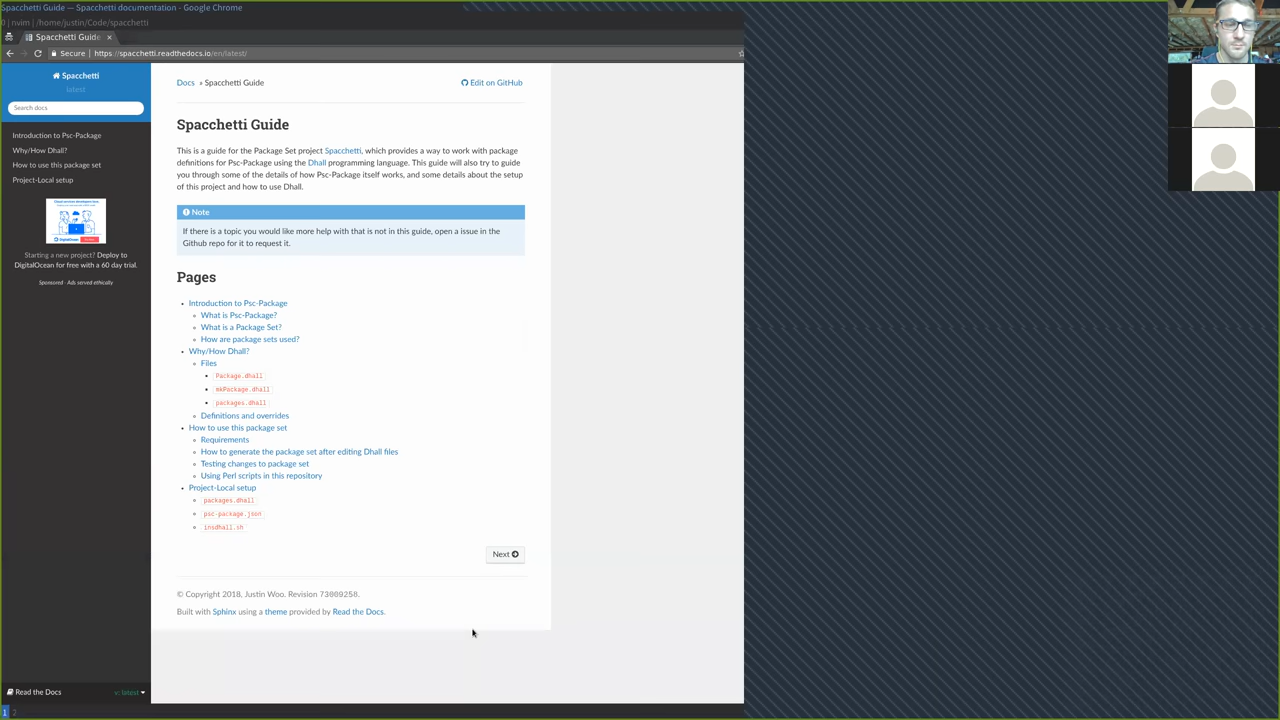 Spacchetti Guide — Spacchetti documentation - Google Chrome
0 | nvim | /home/justin/Code/spacchetti
Spacchetti Guide
Secure | https://spacchetti.readthedocs.io/en/latest/
Spacchetti
latest
Search docs
Introduction to Psc-Package
Why/How Dhall?
How to use this package set
Project-Local setup
Starting a new project? Deploy to
DigitalOcean for free with a 60 day trial.
Sponsored · Ads served ethically
Read the Docs
v: latest
Docs » Spacchetti Guide
Edit on GitHub
Spacchetti Guide
This is a guide for the Package Set project Spacchetti, which provides a way to work with package
definitions for Psc-Package using the Dhall programming language. This guide will also try to guide
you through some of the details of how Psc-Package itself works, and some details about the setup
of this project and how to use Dhall.
Note
If there is a topic you would like more help with that is not in this guide, open a issue in the
Github repo for it to request it.
Pages
Introduction to Psc-Package
What is Psc-Package?
What is a Package Set?
How are package sets used?
Why/How Dhall?
Files
Package.dhall
mkPackage.dhall
packages.dhall
Definitions and overrides
How to use this package set
Requirements
How to generate the package set after editing Dhall files
Testing changes to package set
Using Perl scripts in this repository
Project-Local setup
packages.dhall
psc-package.json
insdhall.sh
Next
© Copyright 2018, Justin Woo. Revision 73009258.
Built with Sphinx using a theme provided by Read the Docs.
1 2